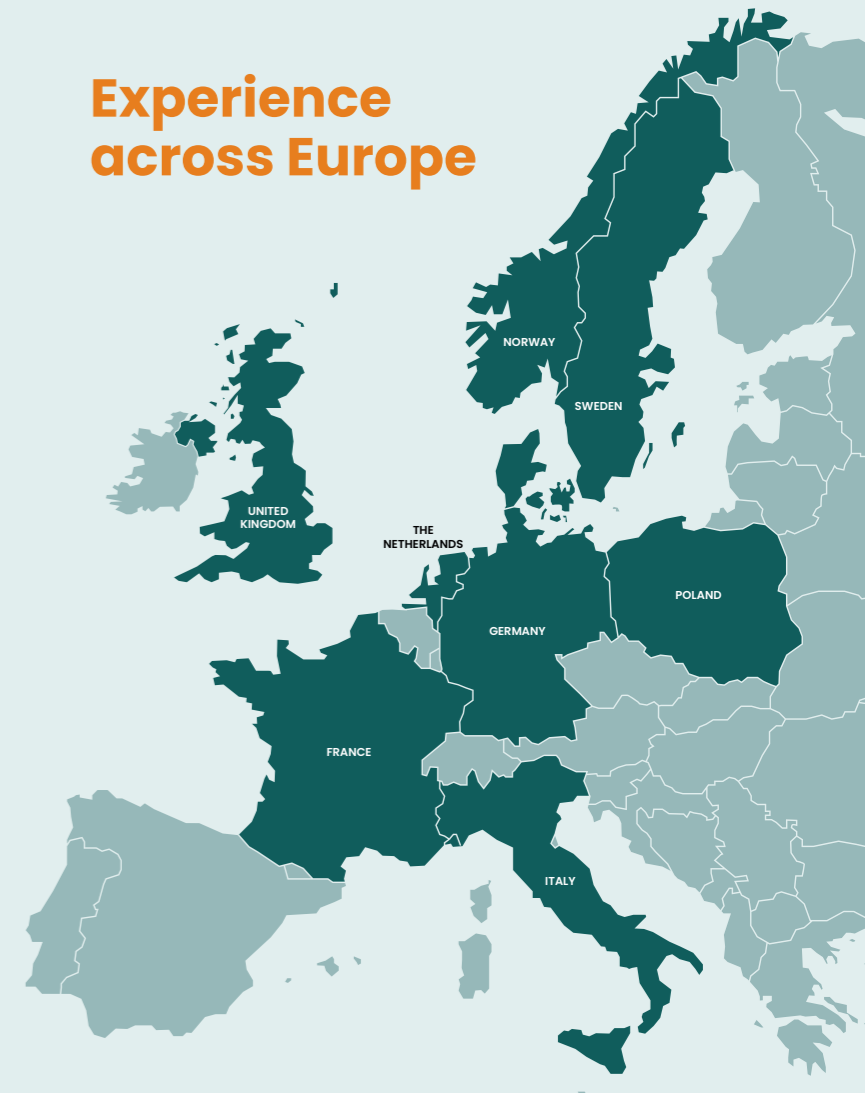 Experience
across Europe
NORWAY
SWEDEN
UNITED
KINGDOM
THE
NETHERLANDS
POLAND
GERMANY
FRANCE
ITALY